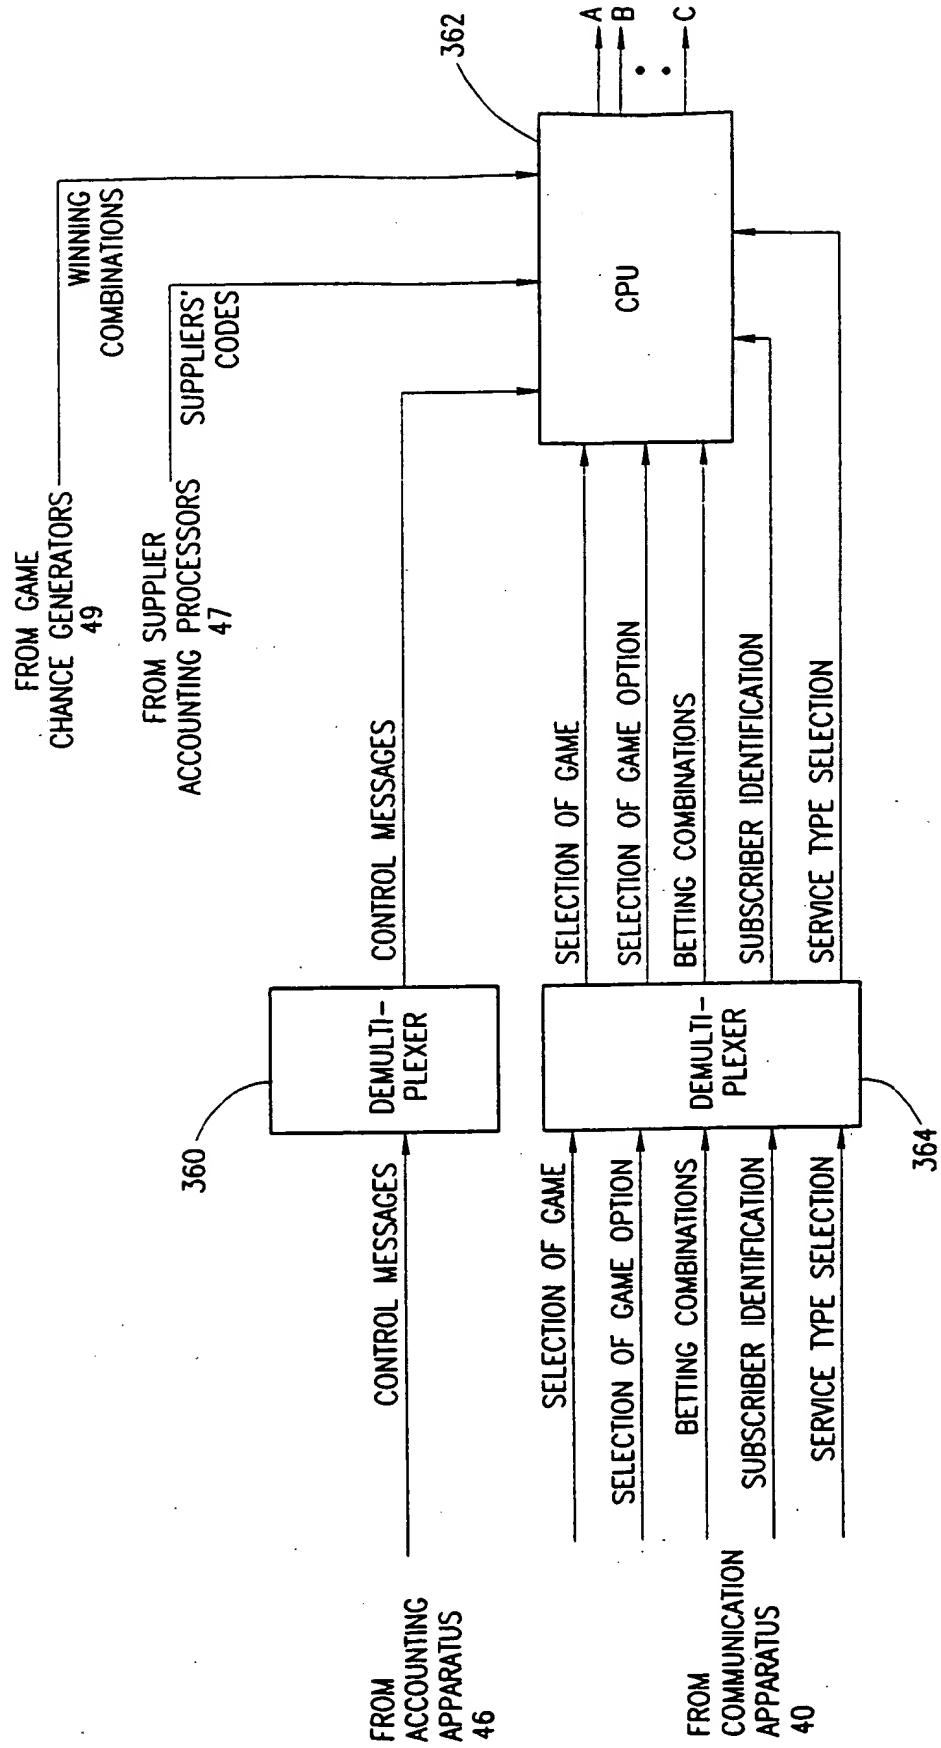 FROM GAME
CHANCE GENERATORS
49
WINNING
COMBINATIONS
FROM SUPPLIER
ACCOUNTING PROCESSORS
47
SUPPLIERS'
CODES
362
A
B
C
CPU
360
DEMULTI-
PLEXER
CONTROL MESSAGES
CONTROL MESSAGES
FROM
ACCOUNTING
APPARATUS
46
SELECTION OF GAME
SELECTION OF GAME OPTION
BETTING COMBINATIONS
SUBSCRIBER IDENTIFICATION
SERVICE TYPE SELECTION
DEMULTI-
PLEXER
364
SELECTION OF GAME
SELECTION OF GAME OPTION
BETTING COMBINATIONS
SUBSCRIBER IDENTIFICATION
SERVICE TYPE SELECTION
FROM
COMMUNICATION
APPARATUS
40